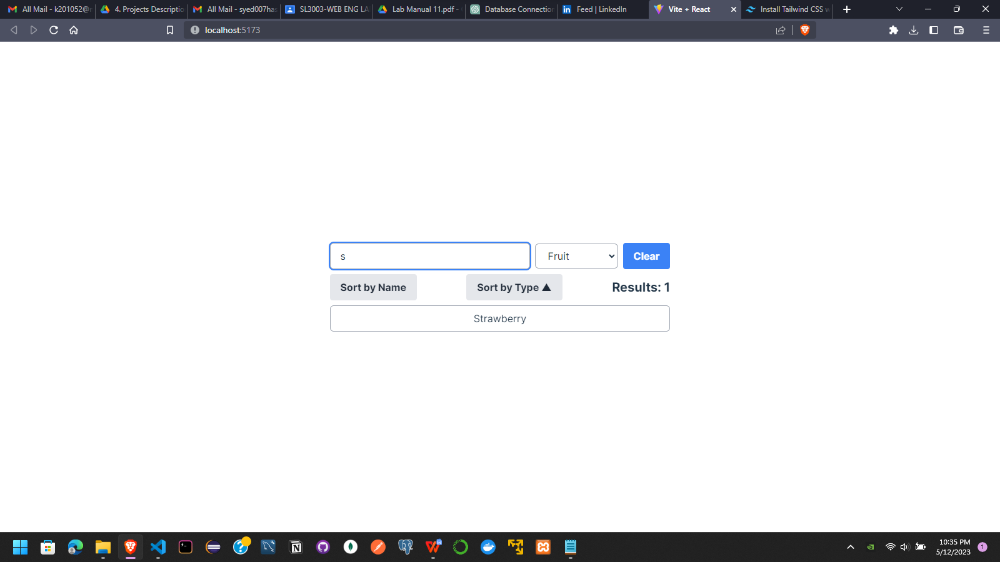 All Mail - k201052@
4. Projects Descriptio
All Mail - syed007has
SL3003-WEB ENG LA
Lab Manual 11.pdf -
Database Connection
Feed | LinkedIn
Vite + React
Install Tailwind CSS
localhost:5173
s
Fruit
Clear
Sort by Name
Sort by Type ▲
Results: 1
Strawberry
10:35 PM
5/12/2023
1